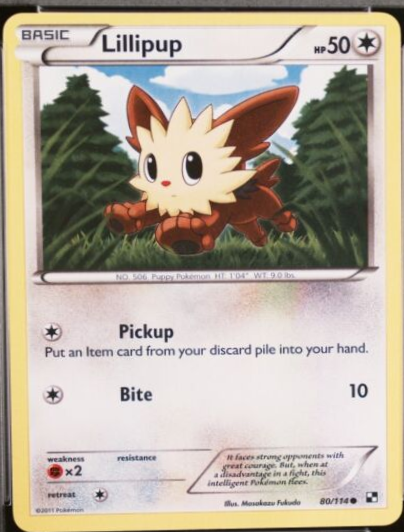 BASIC Lillipup HP 50
NO. 506 Puppy Pokémon HT: 1'04" WT: 9.0 lbs.
Pickup
Put an Item card from your discard pile into your hand.
Bite 10
weakness resistance
×2
retreat
It faces strong opponents with
great courage. But, when at
a disadvantage in a fight, this
intelligent Pokémon flees.
©2011 Pokémon
Illus. Masakazu Fukuda 80/114